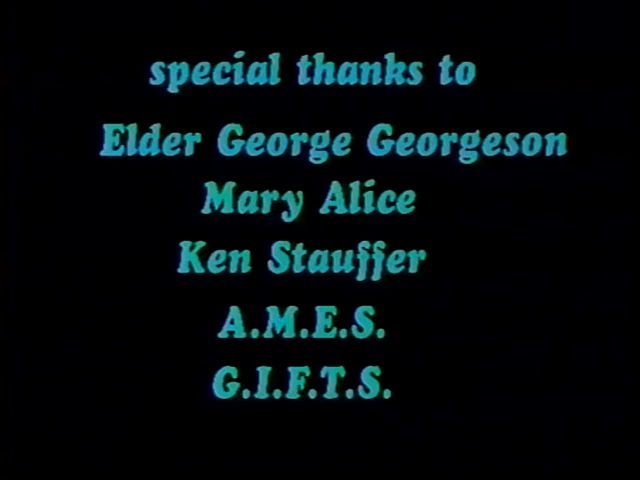 special thanks to
Elder George Georgeson
Mary Alice
Ken Stauffer
A.M.E.S.
G.I.F.T.S.